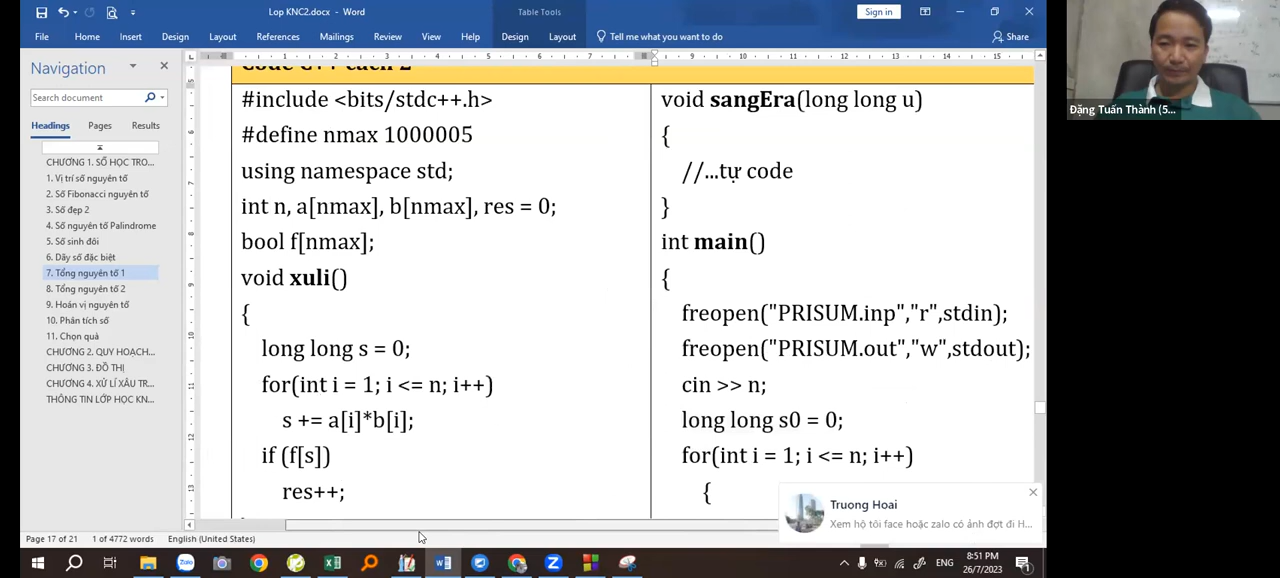 Lop KNC2.docx - Word
Table Tools
Sign in
File
Home
Insert
Design
Layout
References
Mailings
Review
View
Help
Design
Layout
Tell me what you want to do
Share
Navigation
Search document
Headings
Pages
Results
CHƯƠNG 1. SỐ HỌC TRO...
1. Vị trí số nguyên tố
2. Số Fibonacci nguyên tố
3. Số đẹp 2
4. Số nguyên tố Palindrome
5. Số sinh đôi
6. Dãy số đặc biệt
7. Tổng nguyên tố 1
8. Tổng nguyên tố 2
9. Hoán vị nguyên tố
10. Phân tích số
11. Chọn quà
CHƯƠNG 2. QUY HOẠCH...
CHƯƠNG 3. ĐỒ THỊ
CHƯƠNG 4. XỬ LÍ XÂU TR...
THÔNG TIN LỚP HỌC KN...
Code C++ cách 2
#include <bits/stdc++.h>
#define nmax 1000005
using namespace std;
int n, a[nmax], b[nmax], res = 0;
bool f[nmax];
void xuli()
{
long long s = 0;
for(int i = 1; i <= n; i++)
s += a[i]*b[i];
if (f[s])
res++;
void sangEra(long long u)
{
//...tự code
}
int main()
{
freopen("PRISUM.inp","r",stdin);
freopen("PRISUM.out","w",stdout);
cin >> n;
long long s0 = 0;
for(int i = 1; i <= n; i++)
{
Truong Hoai
Xem hộ tôi face hoặc zalo có ảnh đợt đi H...
Đặng Tuấn Thành (5...
Page 17 of 21
1 of 4772 words
English (United States)
ENG
8:51 PM
26/7/2023